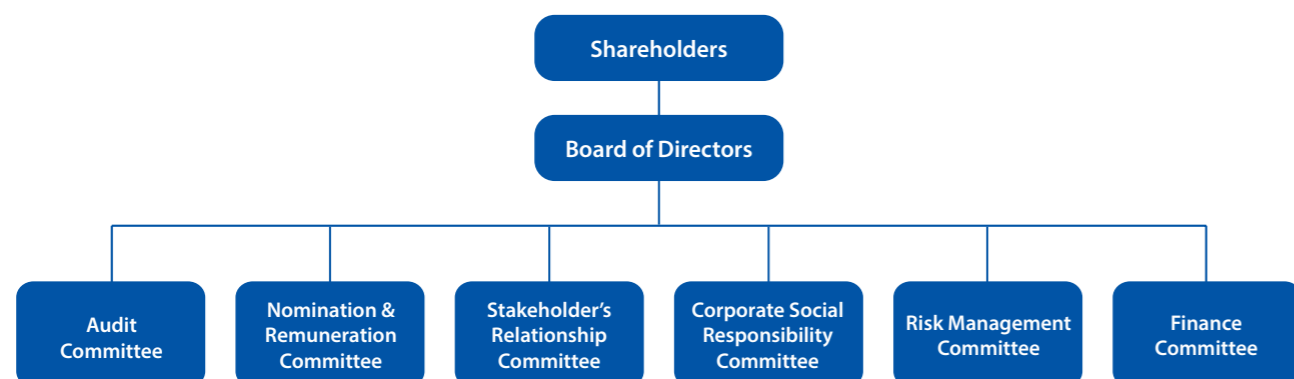 Shareholders
Board of Directors
Audit
Committee
Nomination &
Remuneration
Committee
Stakeholder’s
Relationship
Committee
Corporate Social
Responsibility
Committee
Risk Management
Committee
Finance
Committee